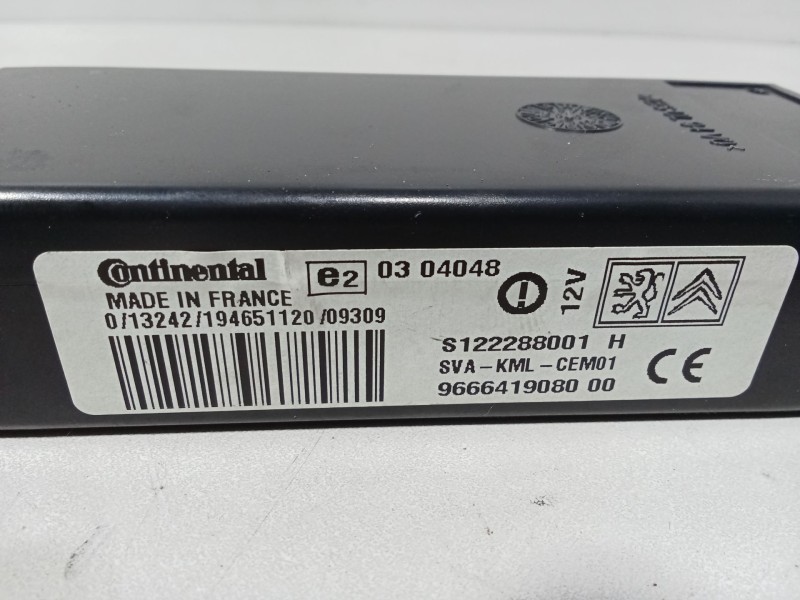 Continental
MADE IN FRANCE
0/13242/194651120/09309
e2 03 04048
12V
S122288001 H
SVA-KML-CEM01
9666419080 00
CE